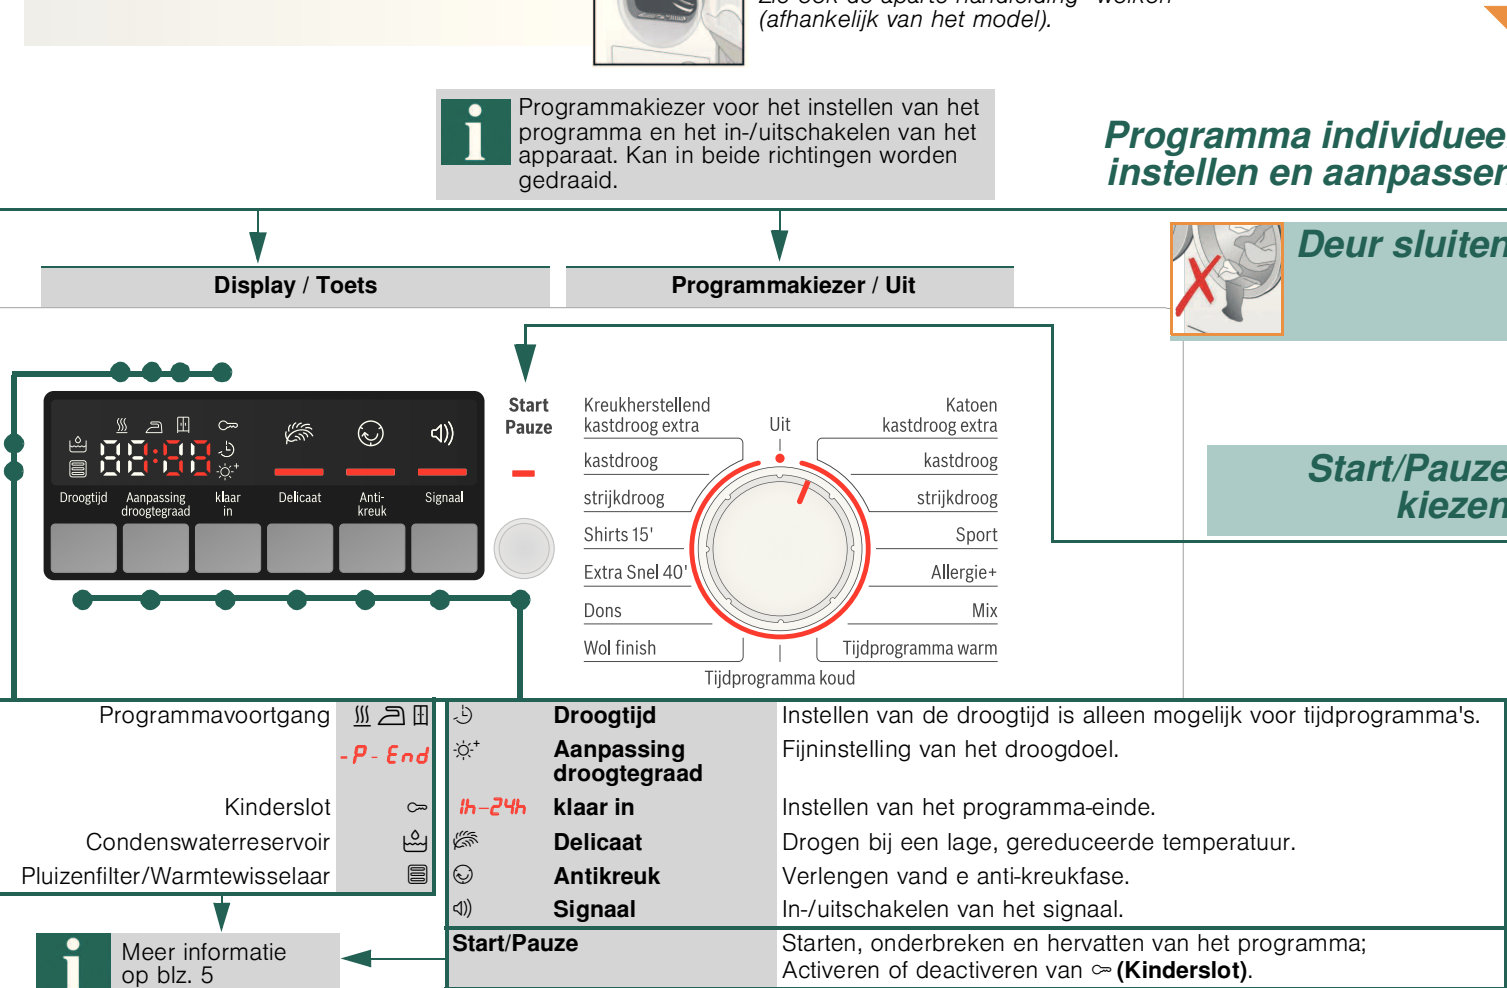 (afhankelijk van het model).
Programmakiezer voor het instellen van het
programma en het in-/uitschakelen van het
apparaat. Kan in beide richtingen worden
gedraaid.
Programma individuee
instellen en aanpassen
Deur sluiten
Display / Toets
Programmakiezer / Uit
Start/Pauze
kiezen
Start
Pauze
Droogtijd
Aanpassing
droogtegraad
klaar
in
Delicaat
Anti-
kreuk
Signaal
Kreukherstellend
kastdroog extra
kastdroog
strijkdroog
Shirts 15'
Extra Snel 40'
Dons
Wol finish
Uit
Katoen
kastdroog extra
kastdroog
strijkdroog
Sport
Allergie+
Mix
Tijdprogramma warm
Tijdprogramma koud
Programmavoortgang
-P- End
Kinderslot
Condenswaterreservoir
Pluizenfilter/Warmtewisselaar
Droogtijd Instellen van de droogtijd is alleen mogelijk voor tijdprogramma's.
Aanpassing Fijninstelling van het droogdoel.
droogtegraad
1h-24h klaar in Instellen van het programma-einde.
Delicaat Drogen bij een lage, gereduceerde temperatuur.
Antikreuk Verlengen vand e anti-kreukfase.
Signaal In-/uitschakelen van het signaal.
Start/Pauze Starten, onderbreken en hervatten van het programma;
Activeren of deactiveren van (Kinderslot).
Meer informatie
op blz. 5